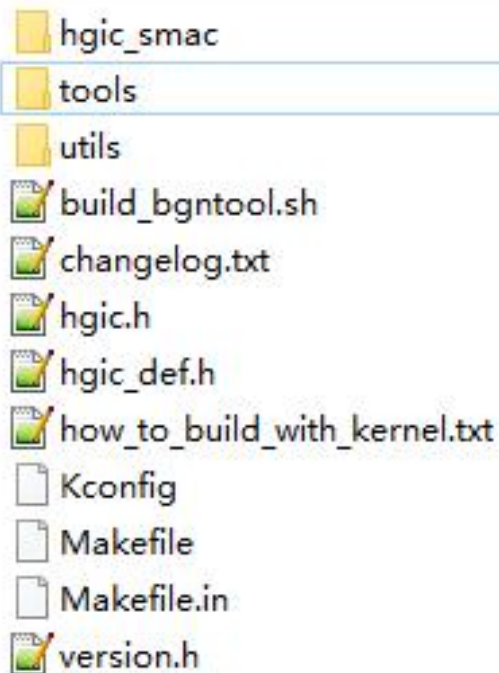 hgic_smac
tools
utils
build_bgntool.sh
changelog.txt
hgic.h
hgic_def.h
how_to_build_with_kernel.txt
Kconfig
Makefile
Makefile.in
version.h